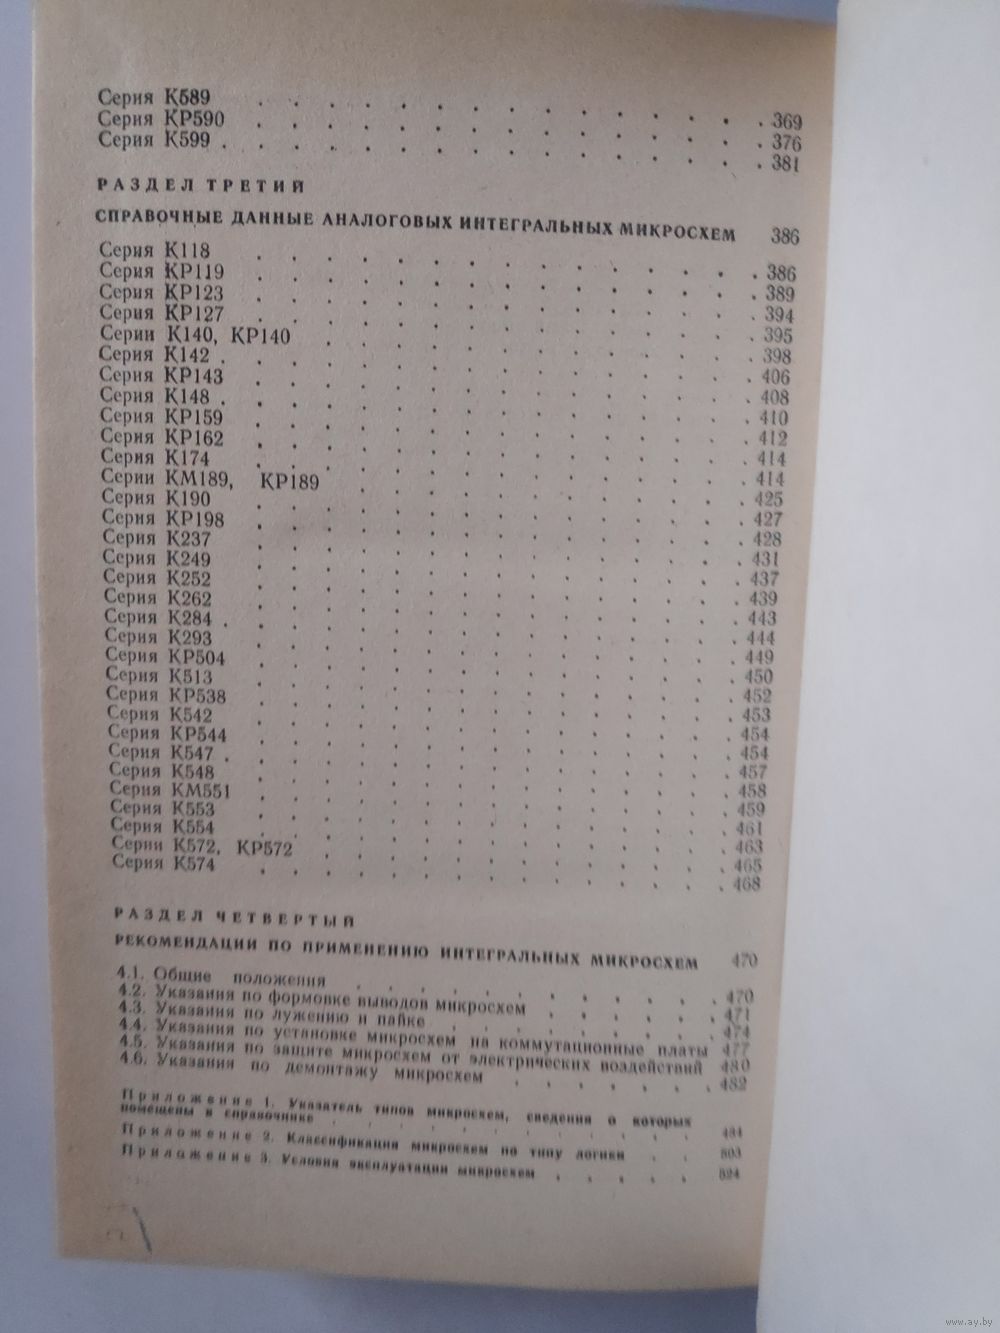 Серия К589 . . . . . . . . . . . . . . . 369
Серия КР590 . . . . . . . . . . . . . . . 376
Серия К599 . . . . . . . . . . . . . . . . 381
РАЗДЕЛ ТРЕТИЙ
СПРАВОЧНЫЕ ДАННЫЕ АНАЛОГОВЫХ ИНТЕГРАЛЬНЫХ МИКРОСХЕМ 386
Серия К118 . . . . . . . . . . . . . . . 386
Серия КР119 . . . . . . . . . . . . . . . 389
Серия КР123 . . . . . . . . . . . . . . . 394
Серия КР127 . . . . . . . . . . . . . . . 395
Серии К140, КР140 . . . . . . . . . . . . . 398
Серия К142 . . . . . . . . . . . . . . . . 406
Серия КР143 . . . . . . . . . . . . . . . 408
Серия К148 . . . . . . . . . . . . . . . . 410
Серия КР159 . . . . . . . . . . . . . . . 412
Серия КР162 . . . . . . . . . . . . . . . 414
Серия К174 . . . . . . . . . . . . . . . 414
Серии КМ189, КР189 . . . . . . . . . . . . 425
Серия К190 . . . . . . . . . . . . . . . 427
Серия КР198 . . . . . . . . . . . . . . . 428
Серия К237 . . . . . . . . . . . . . . . 431
Серия К249 . . . . . . . . . . . . . . . 437
Серия К252 . . . . . . . . . . . . . . . 439
Серия К262 . . . . . . . . . . . . . . . 443
Серия К284 . . . . . . . . . . . . . . . . 444
Серия К293 . . . . . . . . . . . . . . . 449
Серия КР504 . . . . . . . . . . . . . . . 450
Серия К513 . . . . . . . . . . . . . . . 452
Серия КР538 . . . . . . . . . . . . . . . 453
Серия К542 . . . . . . . . . . . . . . . 454
Серия КР544 . . . . . . . . . . . . . . . 454
Серия К547 . . . . . . . . . . . . . . . . 457
Серия К548 . . . . . . . . . . . . . . . 458
Серия КМ551 . . . . . . . . . . . . . . . 459
Серия К553 . . . . . . . . . . . . . . . 461
Серия К554 . . . . . . . . . . . . . . . 463
Серии К572, КР572 . . . . . . . . . . . . . 465
Серия К574 . . . . . . . . . . . . . . . 468
РАЗДЕЛ ЧЕТВЕРТЫЙ
РЕКОМЕНДАЦИИ ПО ПРИМЕНЕНИЮ ИНТЕГРАЛЬНЫХ МИКРОСХЕМ 470
4.1. Общие положения . . . . . . . . . . . 470
4.2. Указания по формовке выводов микросхем . . . . . . 471
4.3. Указания по лужению и пайке . . . . . . . . . 474
4.4. Указания по установке микросхем на коммутационные платы 477
4.5. Указания по защите микросхем от электрических воздействий 480
4.6. Указания по демонтажу микросхем . . . . . . . 482
Приложение 1. Указатель типов микросхем, сведения о которых
помещены в справочнике . . . . . . . . . . . 484
Приложение 2. Классификация микросхем по типу логики . . 503
Приложение 3. Условия эксплуатации микросхем . . . . . 524
www.ay.by